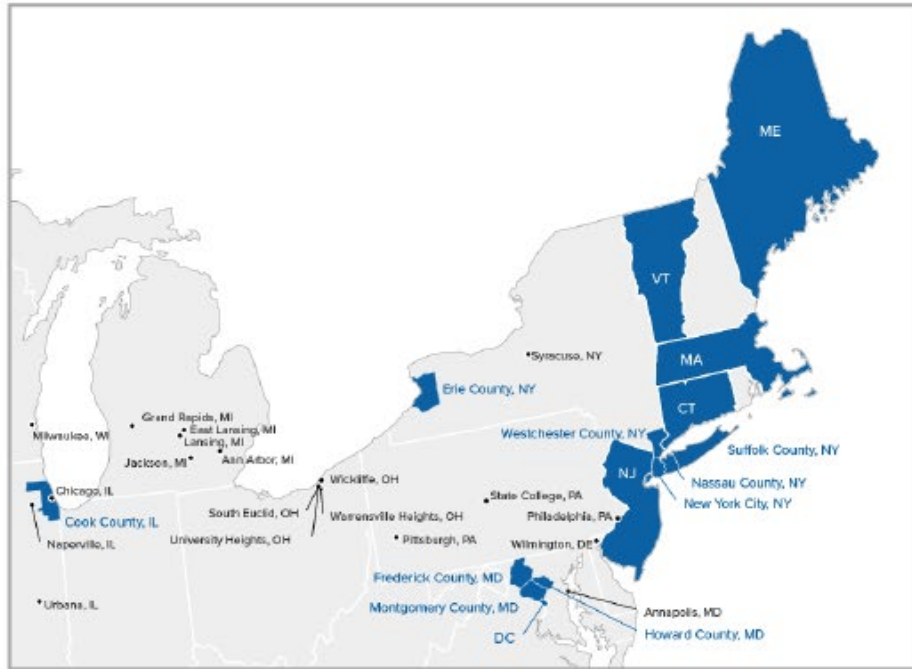 ME
VT
MA
CT
Syracuse, NY
Erie County, NY
Westchester County, NY
Suffolk County, NY
Nassau County, NY
New York City, NY
NJ
Grand Rapids, MI
East Lansing, MI
Lansing, MI
Milwaukee, WI
Jackson, MI
Ann Arbor, MI
Chicago, IL
Cook County, IL
Naperville, IL
Urbana, IL
Wickliffe, OH
South Euclid, OH
Warrensville Heights, OH
University Heights, OH
State College, PA
Philadelphia, PA
Pittsburgh, PA
Wilmington, DE
Frederick County, MD
Montgomery County, MD
Annapolis, MD
DC
Howard County, MD